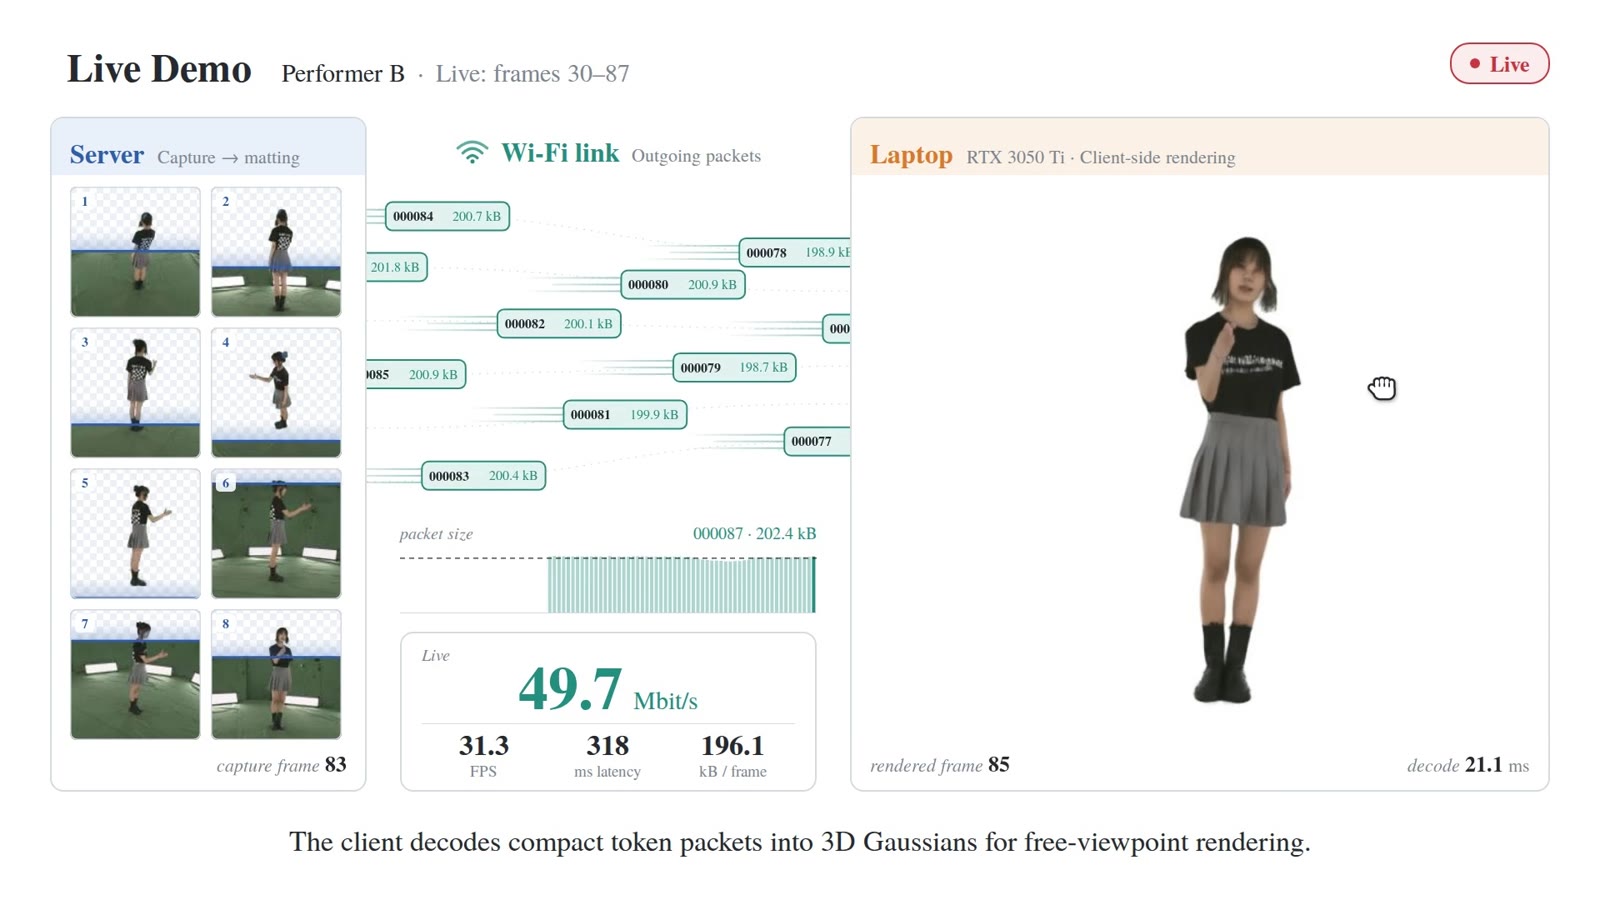 Live Demo Performer B · Live: frames 30–87
Live
Server Capture → matting
1
2
3
4
5
6
7
8
capture frame 83
Wi-Fi link Outgoing packets
000084 200.7 kB
000078 198.9 kB
201.8 kB
000080 200.9 kB
000082 200.1 kB
000
000079 198.7 kB
085 200.9 kB
000081 199.9 kB
000077
000083 200.4 kB
packet size 000087 · 202.4 kB
Live
49.7 Mbit/s
31.3 318 196.1
FPS ms latency kB / frame
Laptop RTX 3050 Ti · Client-side rendering
rendered frame 85
decode 21.1 ms
The client decodes compact token packets into 3D Gaussians for free-viewpoint rendering.